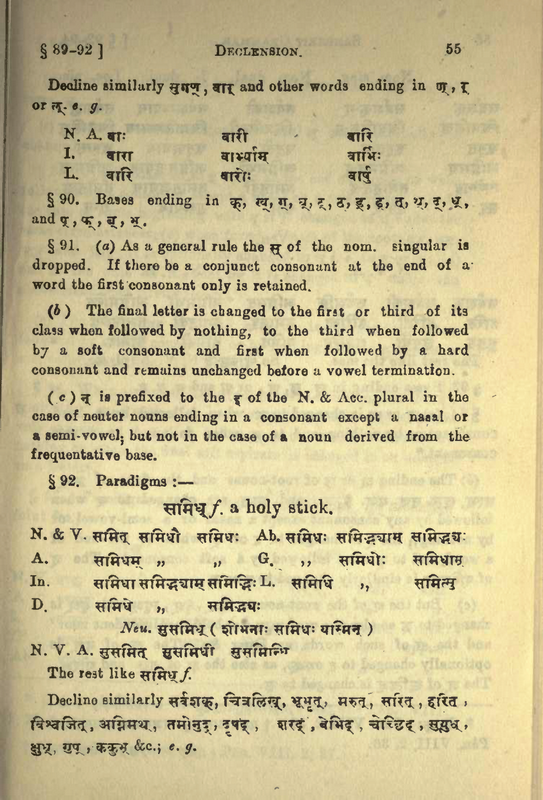 § 89-92 ] DECLENSION. 55
Decline similarly सुगण्, वार् and other words ending in ण्, र्
or ल्. e. g.
N. A. वाः वारी वारि
I. वारा वार्भ्याम् वार्भिः
L. वारि वारोः वार्षु
§ 90. Bases ending in क्, ख्, ग्, घ्, ट्, ठ्, ड्, ढ्, त्, थ्, द्, ध्,
and प्, फ्, ब्, भ्.
§ 91. (a) As a general rule the स् of the nom. singular is
dropped. If there be a conjunct consonant at the end of a
word the first consonant only is retained.
(b) The final letter is changed to the first or third of its
class when followed by nothing, to the third when followed
by a soft consonant and first when followed by a hard
consonant and remains unchanged before a vowel termination.
(c) न् is prefixed to the इ of the N. & Acc. plural in the
case of neuter nouns ending in a consonant except a nasal or
a semi-vowel; but not in the case of a noun derived from the
frequentative base.
§ 92. Paradigms :—
समिध् f. a holy stick.
N. & V. समित् समिधौ समिधः Ab. समिधः समिद्भ्याम् समिद्भ्यः
A. समिधम् ,, ,, G. ,, समिधोः समिधाम्
In. समिधा समिद्भ्याम् समिद्भिः L. समिधि ,, समित्सु
D. समिधे ,, समिद्भ्यः
Neu. सुसमिध् ( शोभनाः समिधः यस्मिन् )
N. V. A. सुसमित् सुसमिधी सुसमिन्धि
The rest like समिध् f.
Decline similarly सर्वशक्, चित्रलिख्, भूभृत्, मरुत्, सरित्, हरित्,
विश्वजित्, अग्निमथ्, तमोनुद्, दृषद्, शरद्, बेभिद्, चेच्छिद्, सुयुध्,
क्षुध्, गुप्, ककुभ् &c.; e. g.